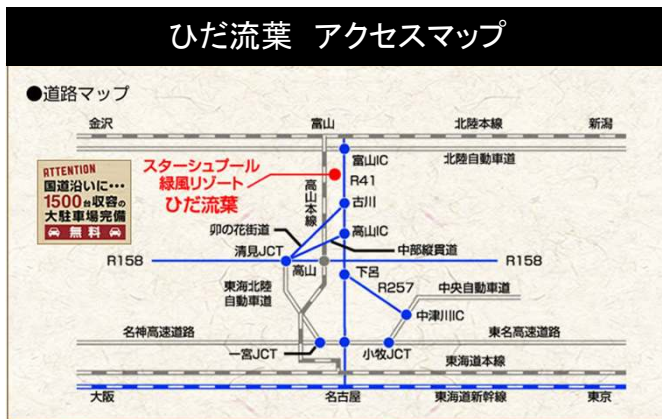 ひだ流葉 アクセスマップ
●道路マップ
金沢
富山
北陸本線
新潟
富山IC
北陸自動車道
ATTENTION
国道沿いに…
1500台収容の
大駐車場完備
無料
スターシュプール
緑風リゾート
ひだ流葉
高山本線
R41
古川
卯の花街道
高山IC
清見JCT
中部縦貫道
R158
高山
下呂
R158
東海北陸
自動車道
R257
中央自動車道
中津川IC
名神高速道路
東名高速道路
一宮JCT
小牧JCT
東海道本線
大阪
名古屋
東海道新幹線
東京